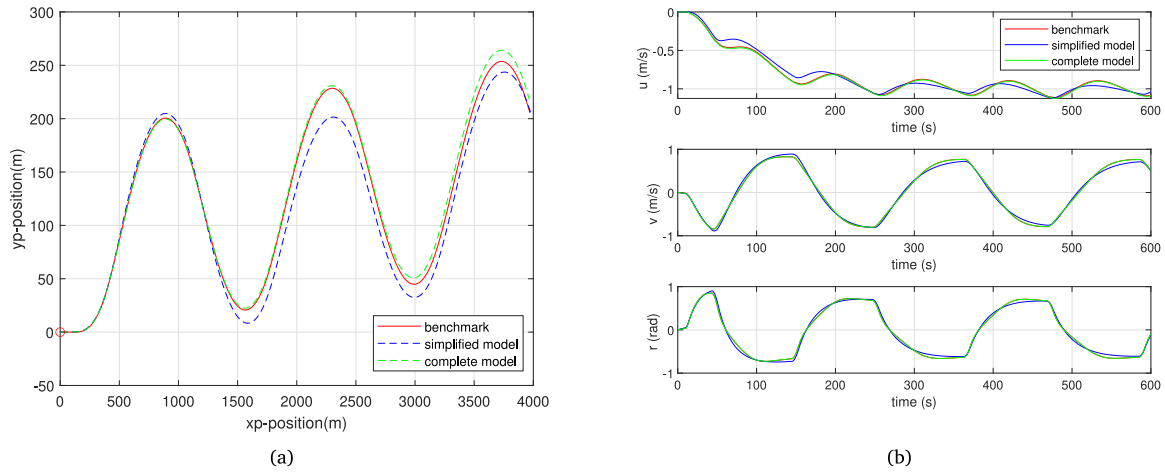 300
250
200
150
100
50
0
-50
yp-position(m)
0 500 1000 1500 2000 2500 3000 3500 4000
xp-position(m)
benchmark
simplified model
complete model
(a)
0
-0.5
-1
u (m/s)
benchmark
simplified model
complete model
0 100 200 300 400 500 600
time (s)
1
0
-1
v (m/s)
0 100 200 300 400 500 600
time (s)
1
0
-1
r (rad)
0 100 200 300 400 500 600
time (s)
(b)